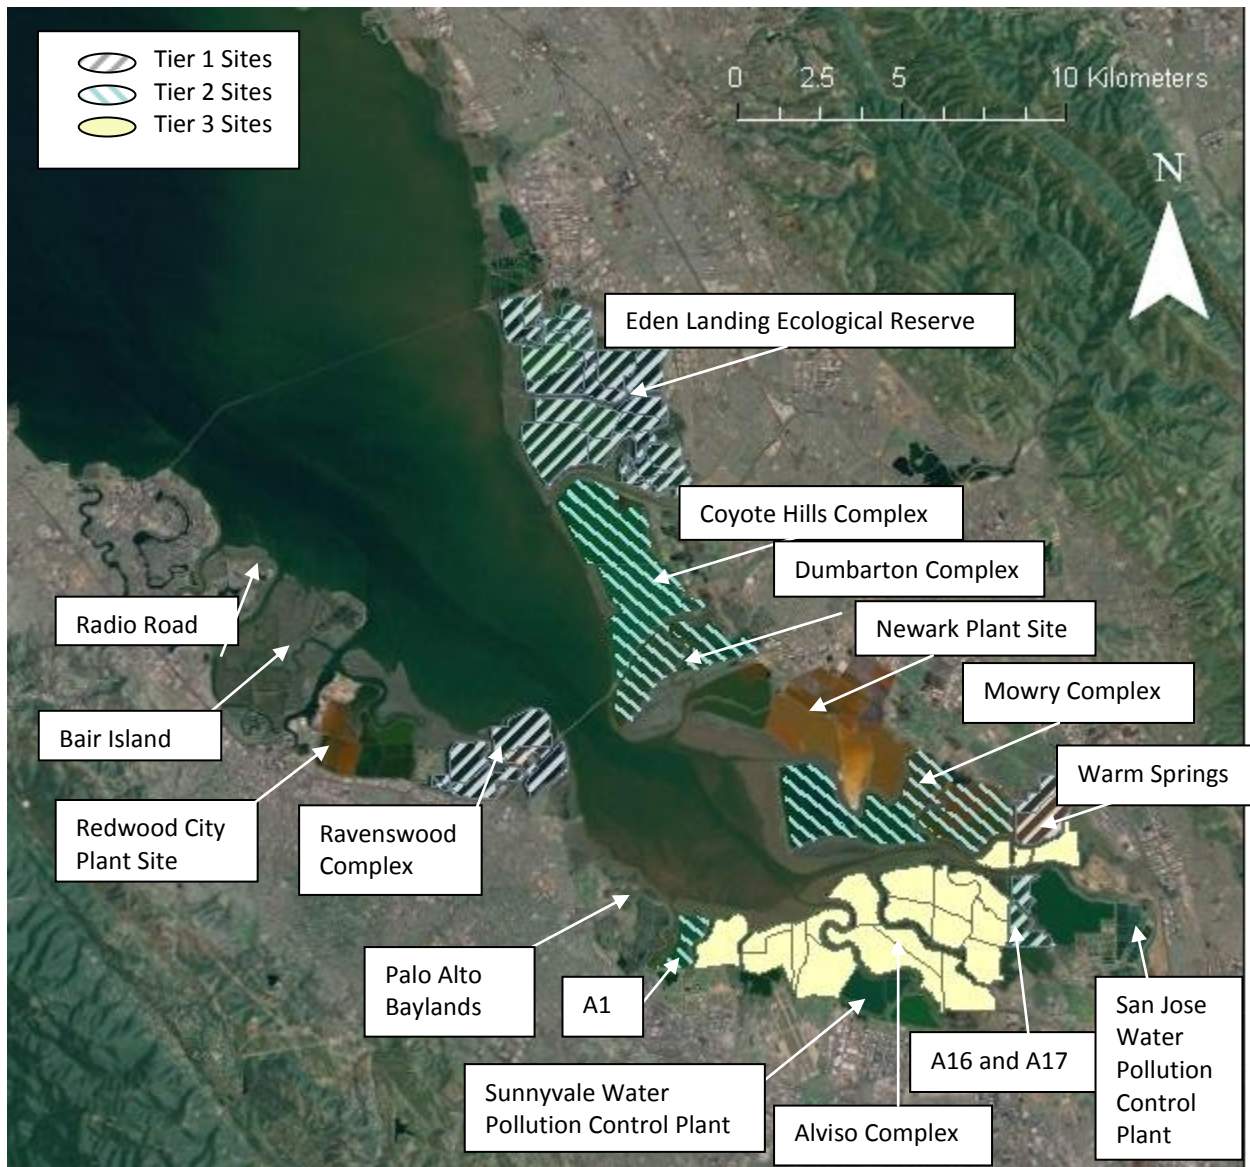 Tier 1 Sites
Tier 2 Sites
Tier 3 Sites
0 2.5 5 10 Kilometers
N
Eden Landing Ecological Reserve
Coyote Hills Complex
Dumbarton Complex
Newark Plant Site
Mowry Complex
Warm Springs
Radio Road
Bair Island
Redwood City
Plant Site
Ravenswood
Complex
Palo Alto
Baylands
A1
Sunnyvale Water
Pollution Control Plant
Alviso Complex
A16 and A17
San Jose
Water
Pollution
Control
Plant